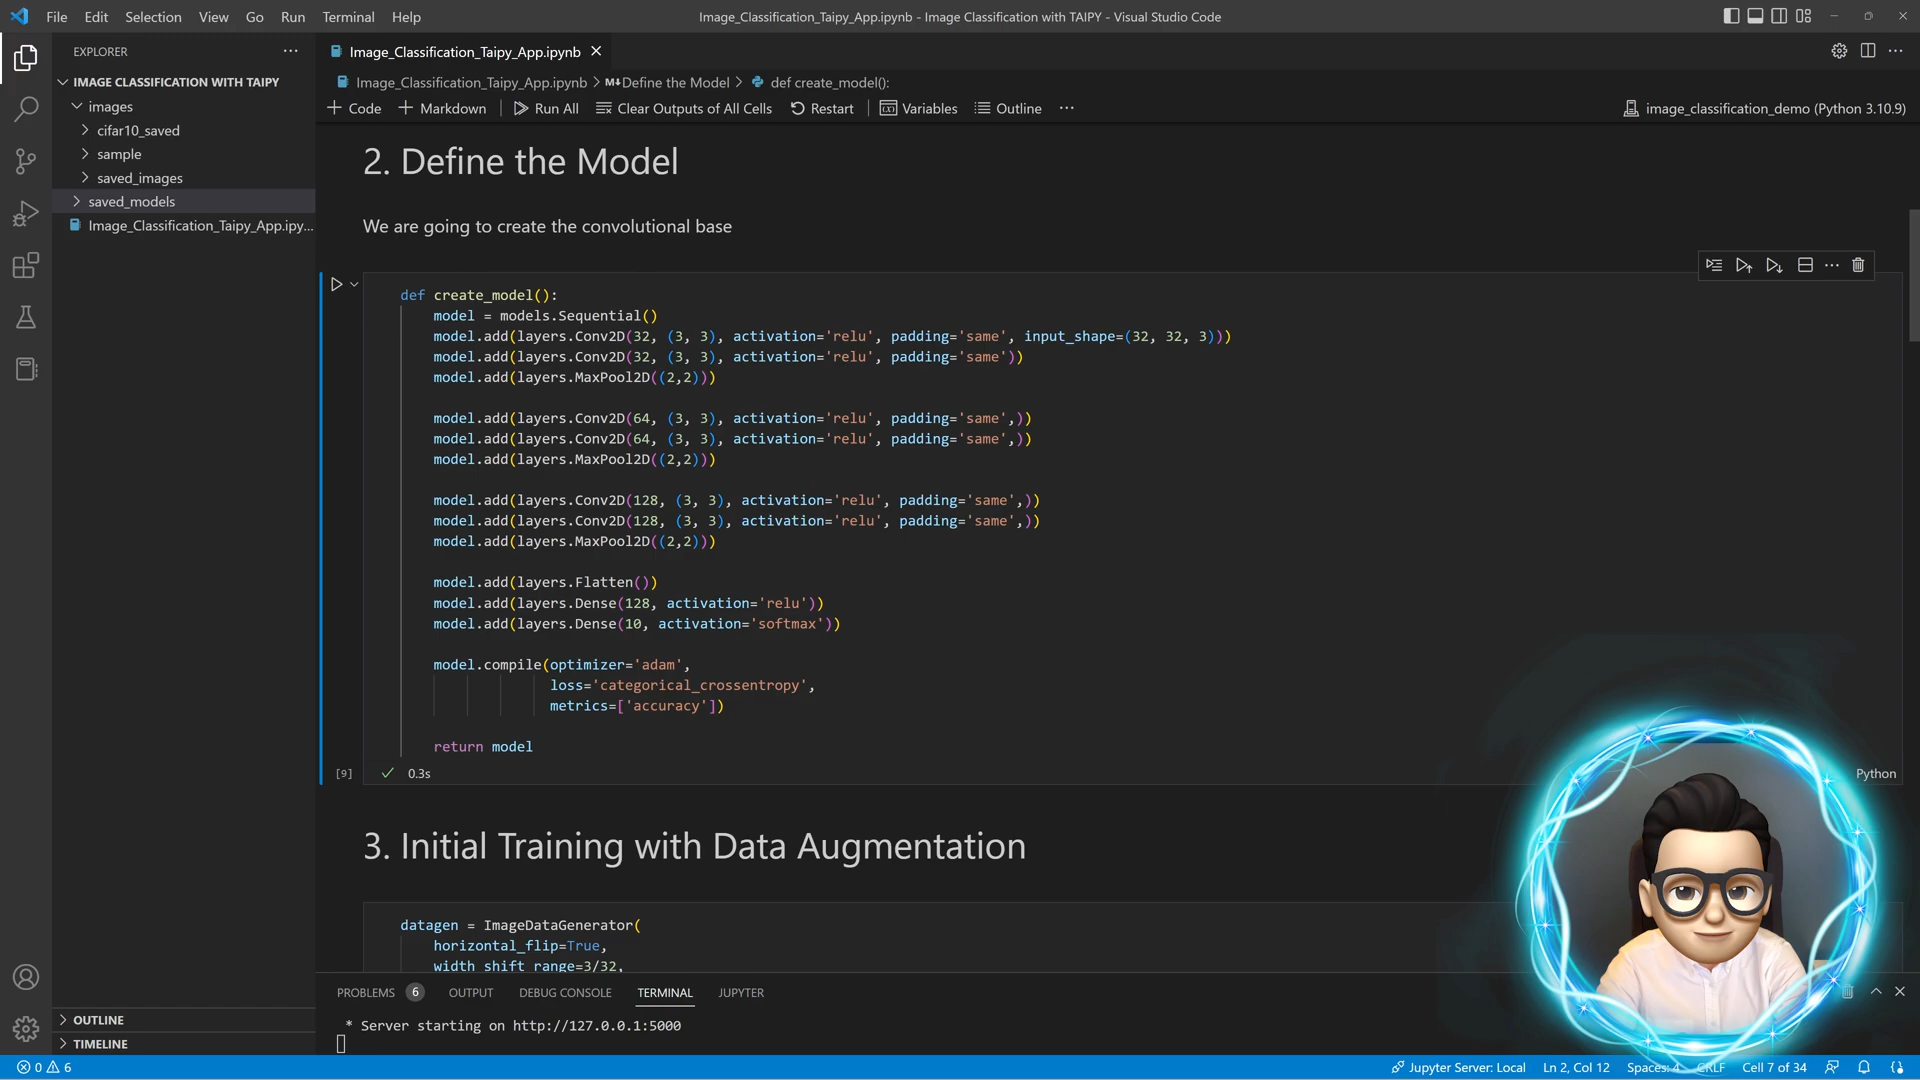 File Edit Selection View Go Run Terminal Help
Image_Classification_Taipy_App.ipynb - Image Classification with TAIPY - Visual Studio Code
EXPLORER
IMAGE CLASSIFICATION WITH TAIPY
images
cifar10_saved
sample
saved_images
saved_models
Image_Classification_Taipy_App.ipy...
OUTLINE
TIMELINE
Image_Classification_Taipy_App.ipynb
Image_Classification_Taipy_App.ipynb > M↓Define the Model > def create_model():
+ Code + Markdown Run All Clear Outputs of All Cells Restart Variables Outline ...
image_classification_demo (Python 3.10.9)
2. Define the Model
We are going to create the convolutional base
def create_model():
model = models.Sequential()
model.add(layers.Conv2D(32, (3, 3), activation='relu', padding='same', input_shape=(32, 32, 3)))
model.add(layers.Conv2D(32, (3, 3), activation='relu', padding='same'))
model.add(layers.MaxPool2D((2,2)))
model.add(layers.Conv2D(64, (3, 3), activation='relu', padding='same',))
model.add(layers.Conv2D(64, (3, 3), activation='relu', padding='same',))
model.add(layers.MaxPool2D((2,2)))
model.add(layers.Conv2D(128, (3, 3), activation='relu', padding='same',))
model.add(layers.Conv2D(128, (3, 3), activation='relu', padding='same',))
model.add(layers.MaxPool2D((2,2)))
model.add(layers.Flatten())
model.add(layers.Dense(128, activation='relu'))
model.add(layers.Dense(10, activation='softmax'))
model.compile(optimizer='adam',
loss='categorical_crossentropy',
metrics=['accuracy'])
return model
[9] ✓ 0.3s
Python
3. Initial Training with Data Augmentation
datagen = ImageDataGenerator(
horizontal_flip=True,
width_shift_range=3/32,
PROBLEMS 6 OUTPUT DEBUG CONSOLE TERMINAL JUPYTER
* Server starting on http://127.0.0.1:5000
0 6
Jupyter Server: Local Ln 2, Col 12 Spaces: 4 CRLF Cell 7 of 34